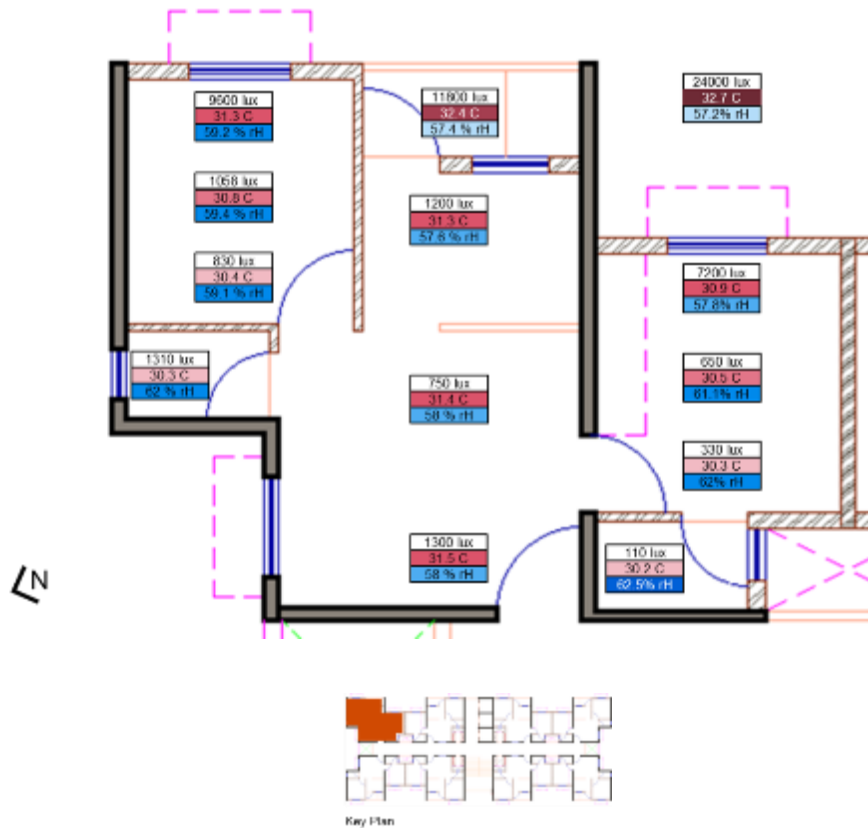 9600 lux
31.3 C
59.2 % rH
11800 lux
32.4 C
57.4 % rH
24000 lux
32.7 C
57.2% rH
1058 lux
30.8 C
59.4 % rH
1200 lux
31.3 C
57.6 % rH
830 lux
30.4 C
59.1 % rH
7200 lux
30.9 C
57.8% rH
1310 lux
30.3 C
62 % rH
750 lux
31.4 C
58 % rH
650 lux
30.5 C
61.1% rH
330 lux
30.3 C
62% rH
1300 lux
31.5 C
58 % rH
110 lux
30.2 C
62.5% rH
N
Key Plan